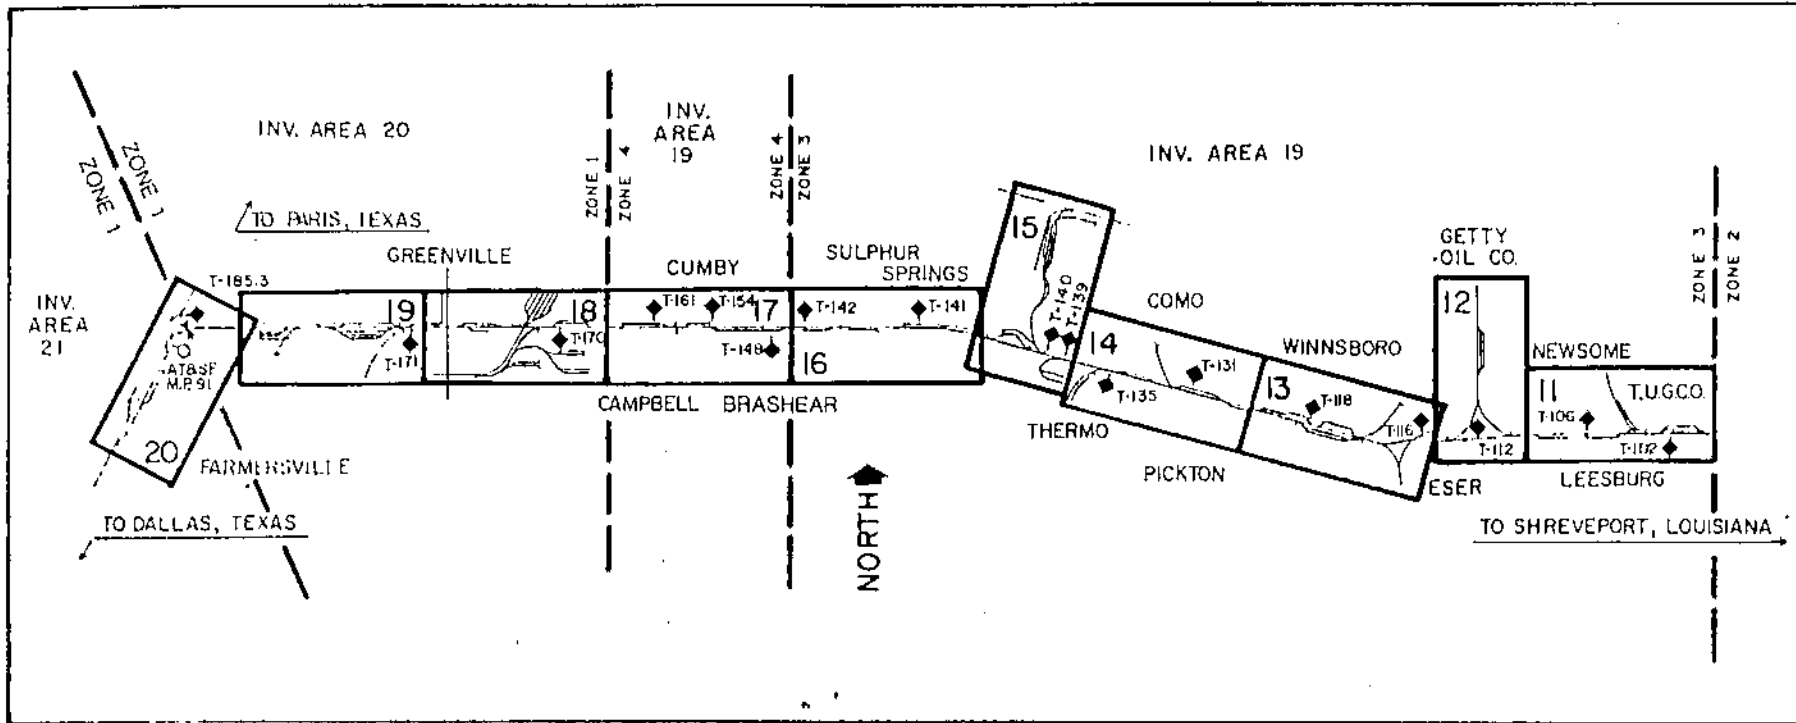 INV.
AREA
19
INV. AREA 20
INV. AREA 19
ZONE 1
ZONE 1
ZONE 1
ZONE 4
ZONE 4
ZONE 3
ZONE 3
ZONE 2
TO PARIS, TEXAS
GREENVILLE
CUMBY
SULPHUR
SPRINGS
GETTY
OIL CO.
T-185.3
INV.
AREA
21
19
18
17
16
15
14
13
12
11
20
T-161
T-154
T-142
T-141
T-140
T-139
COMO
WINNSBORO
NEWSOME
T.U.G.CO.
T-171
T-170
T-148
T-131
T-135
T-118
T-116
T-112
T-106
T-102
AT&SF
M.P. 91
CAMPBELL
BRASHEAR
THERMO
PICKTON
ESER
LEESBURG
FARMERSVILLE
NORTH
TO DALLAS, TEXAS
TO SHREVEPORT, LOUISIANA